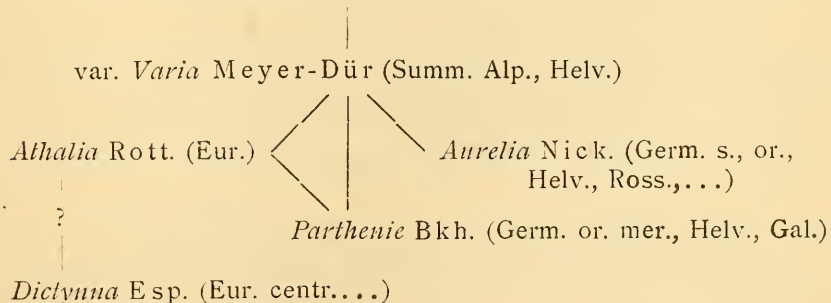 var. Varia Meyer-Dür (Summ. Alp., Helv.)
Athalia Rott. (Eur.)
Aurelia Nick. (Germ. s., or.,
Helv., Ross.,...)
?
Parthenie Bkh. (Germ. or. mer., Helv., Gal.)
Dictynna Esp. (Eur. centr....)